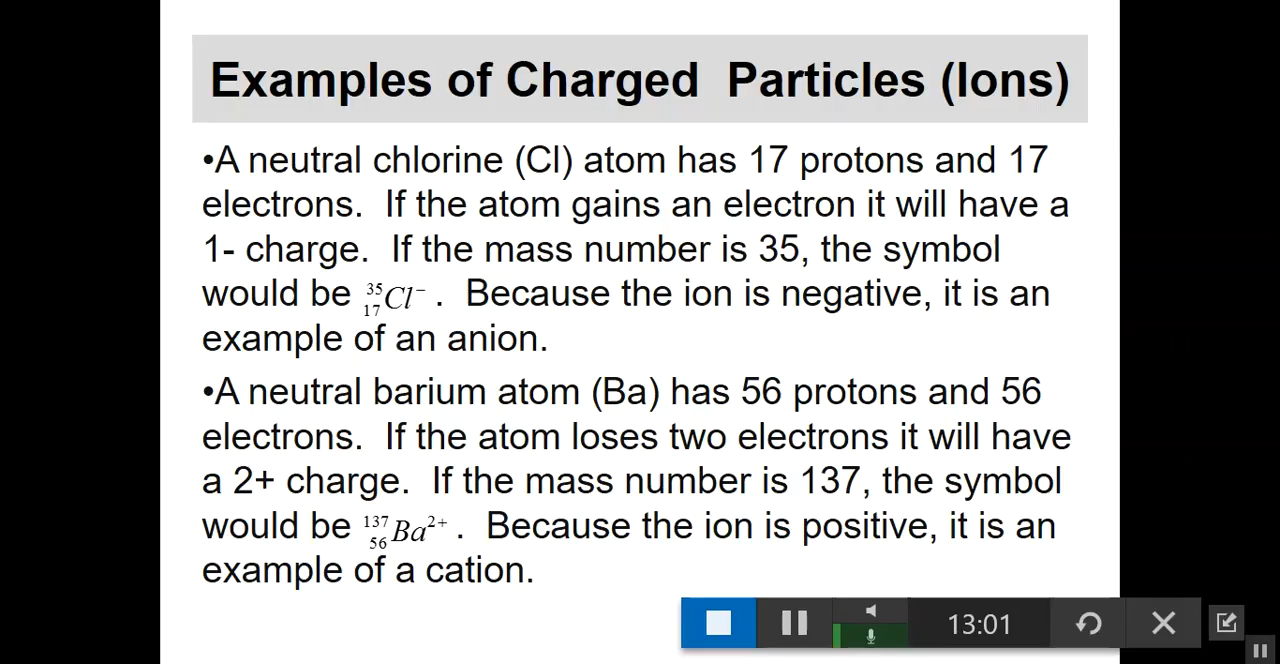 Examples of Charged  Particles (Ions)
•A neutral chlorine (Cl) atom has 17 protons and 17
electrons.  If the atom gains an electron it will have a
1- charge.  If the mass number is 35, the symbol
would be ³⁵₁₇Cl⁻ .  Because the ion is negative, it is an
example of an anion.
•A neutral barium atom (Ba) has 56 protons and 56
electrons.  If the atom loses two electrons it will have
a 2+ charge.  If the mass number is 137, the symbol
would be ¹³⁷₅₆Ba²⁺ .  Because the ion is positive, it is an
example of a cation.
13:01